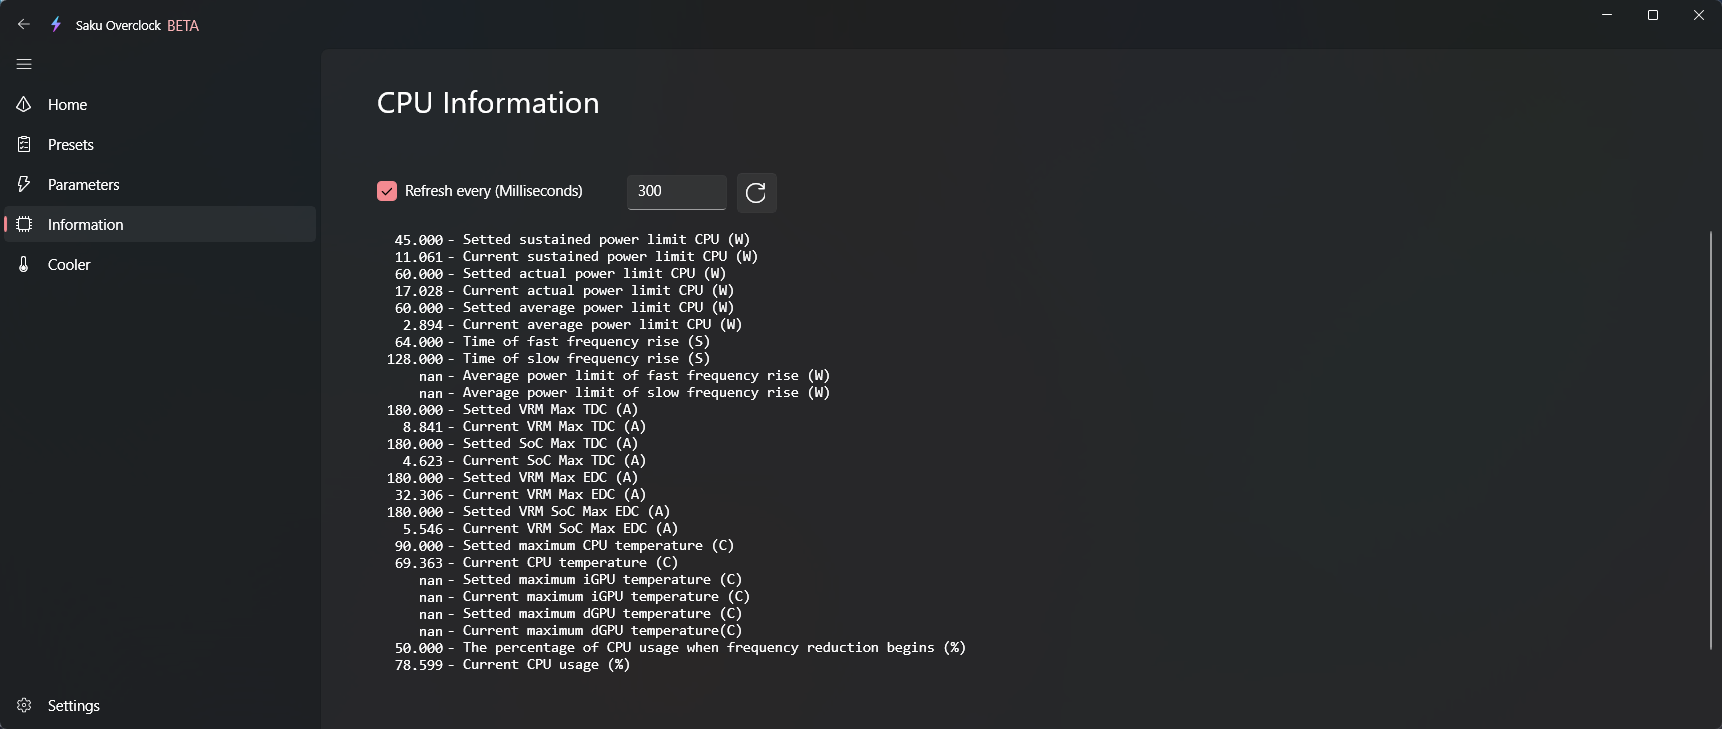 Saku Overclock BETA
Home
Presets
Parameters
Information
Cooler
Settings
CPU Information
Refresh every (Milliseconds) 300
45.000 - Setted sustained power limit CPU (W)
11.061 - Current sustained power limit CPU (W)
60.000 - Setted actual power limit CPU (W)
17.028 - Current actual power limit CPU (W)
60.000 - Setted average power limit CPU (W)
2.894 - Current average power limit CPU (W)
64.000 - Time of fast frequency rise (S)
128.000 - Time of slow frequency rise (S)
nan - Average power limit of fast frequency rise (W)
nan - Average power limit of slow frequency rise (W)
180.000 - Setted VRM Max TDC (A)
8.841 - Current VRM Max TDC (A)
180.000 - Setted SoC Max TDC (A)
4.623 - Current SoC Max TDC (A)
180.000 - Setted VRM Max EDC (A)
32.306 - Current VRM Max EDC (A)
180.000 - Setted VRM SoC Max EDC (A)
5.546 - Current VRM SoC Max EDC (A)
90.000 - Setted maximum CPU temperature (C)
69.363 - Current CPU temperature (C)
nan - Setted maximum iGPU temperature (C)
nan - Current maximum iGPU temperature (C)
nan - Setted maximum dGPU temperature (C)
nan - Current maximum dGPU temperature(C)
50.000 - The percentage of CPU usage when frequency reduction begins (%)
78.599 - Current CPU usage (%)